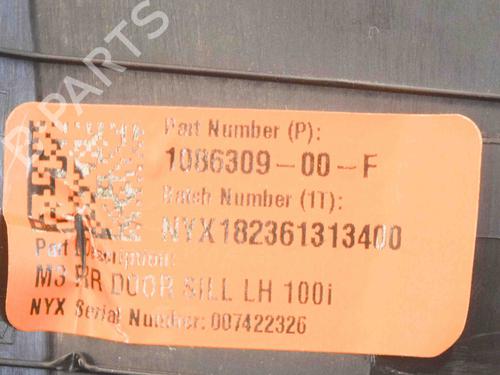 B PARTS
Part Number (P):
1086309-00-F
Batch Number (1T):
NYX182361313400
Part Description:
M3 RR DOOR SILL LH 100i
NYX Serial Number: 007422326